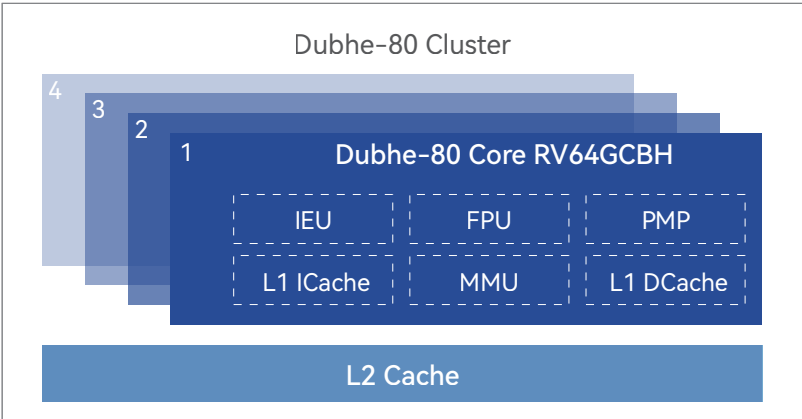 Dubhe-80 Cluster
4
3
2
1
Dubhe-80 Core RV64GCBH
IEU
FPU
PMP
L1 ICache
MMU
L1 DCache
L2 Cache